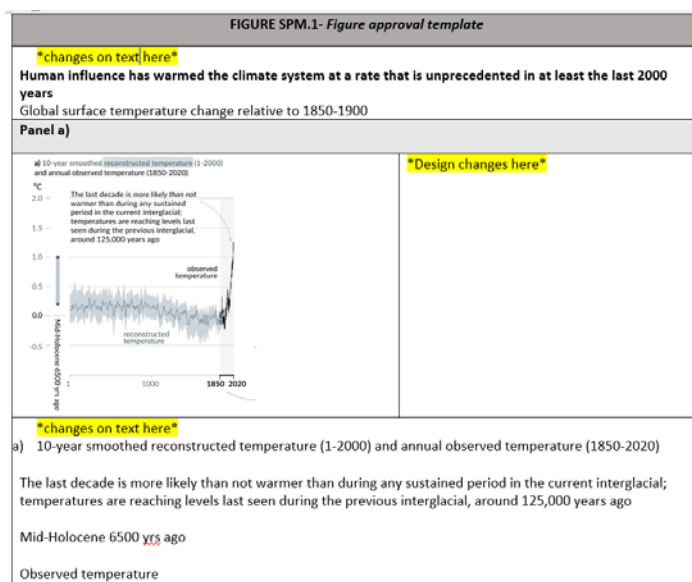 FIGURE SPM.1- Figure approval template
*changes on text here*
Human influence has warmed the climate system at a rate that is unprecedented in at least the last 2000
years
Global surface temperature change relative to 1850-1900
Panel a)
a) 10-year smoothed reconstructed temperature (1-2000)
and annual observed temperature (1850-2020)
°C
2.0
The last decade is more likely than not
warmer than during any sustained
period in the current interglacial;
temperatures are reaching levels last
seen during the previous interglacial,
around 125,000 years ago
1.5
1.0
observed
temperature
0.5
0.0
reconstructed
temperature
-0.5
Mid-Holocene 6500 yrs ago
1 1000 1850 2020
*Design changes here*
*changes on text here*
a) 10-year smoothed reconstructed temperature (1-2000) and annual observed temperature (1850-2020)
The last decade is more likely than not warmer than during any sustained period in the current interglacial;
temperatures are reaching levels last seen during the previous interglacial, around 125,000 years ago
Mid-Holocene 6500 yrs ago
Observed temperature